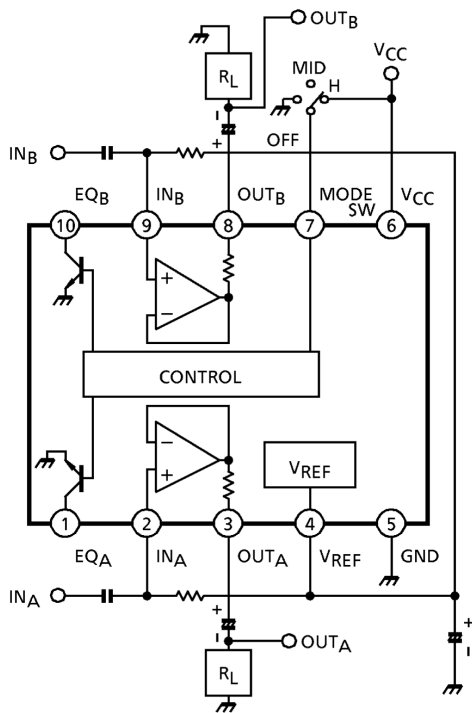 OUTB
RL
MID
H
VCC
+
OFF
INB
EQB
INB
OUTB
MODE
SW
VCC
10
9
8
7
6
+
−
CONTROL
−
+
VREF
1
2
3
4
5
EQA
INA
OUTA
VREF
GND
INA
+
+
OUTA
RL